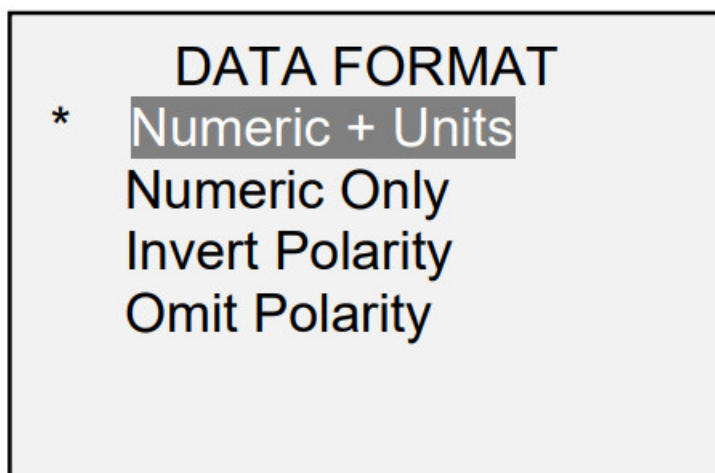 DATA FORMAT
* Numeric + Units
Numeric Only
Invert Polarity
Omit Polarity